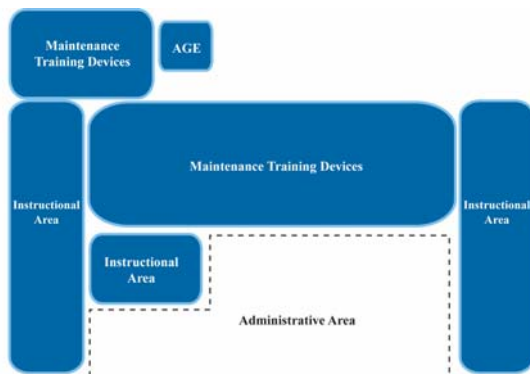 Maintenance
Training Devices
AGE
Maintenance Training Devices
Instructional
Area
Instructional
Area
Instructional
Area
Administrative Area